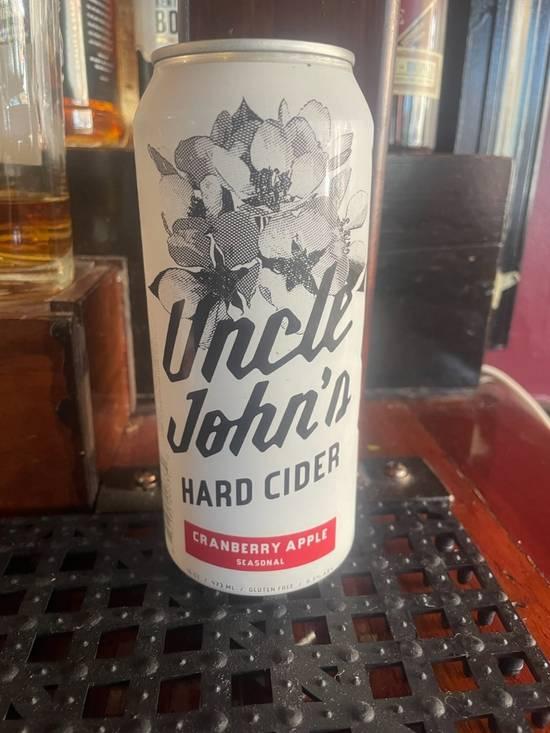 Uncle
John's
HARD CIDER
CRANBERRY APPLE
SEASONAL
473 ML / GLUTEN FREE /